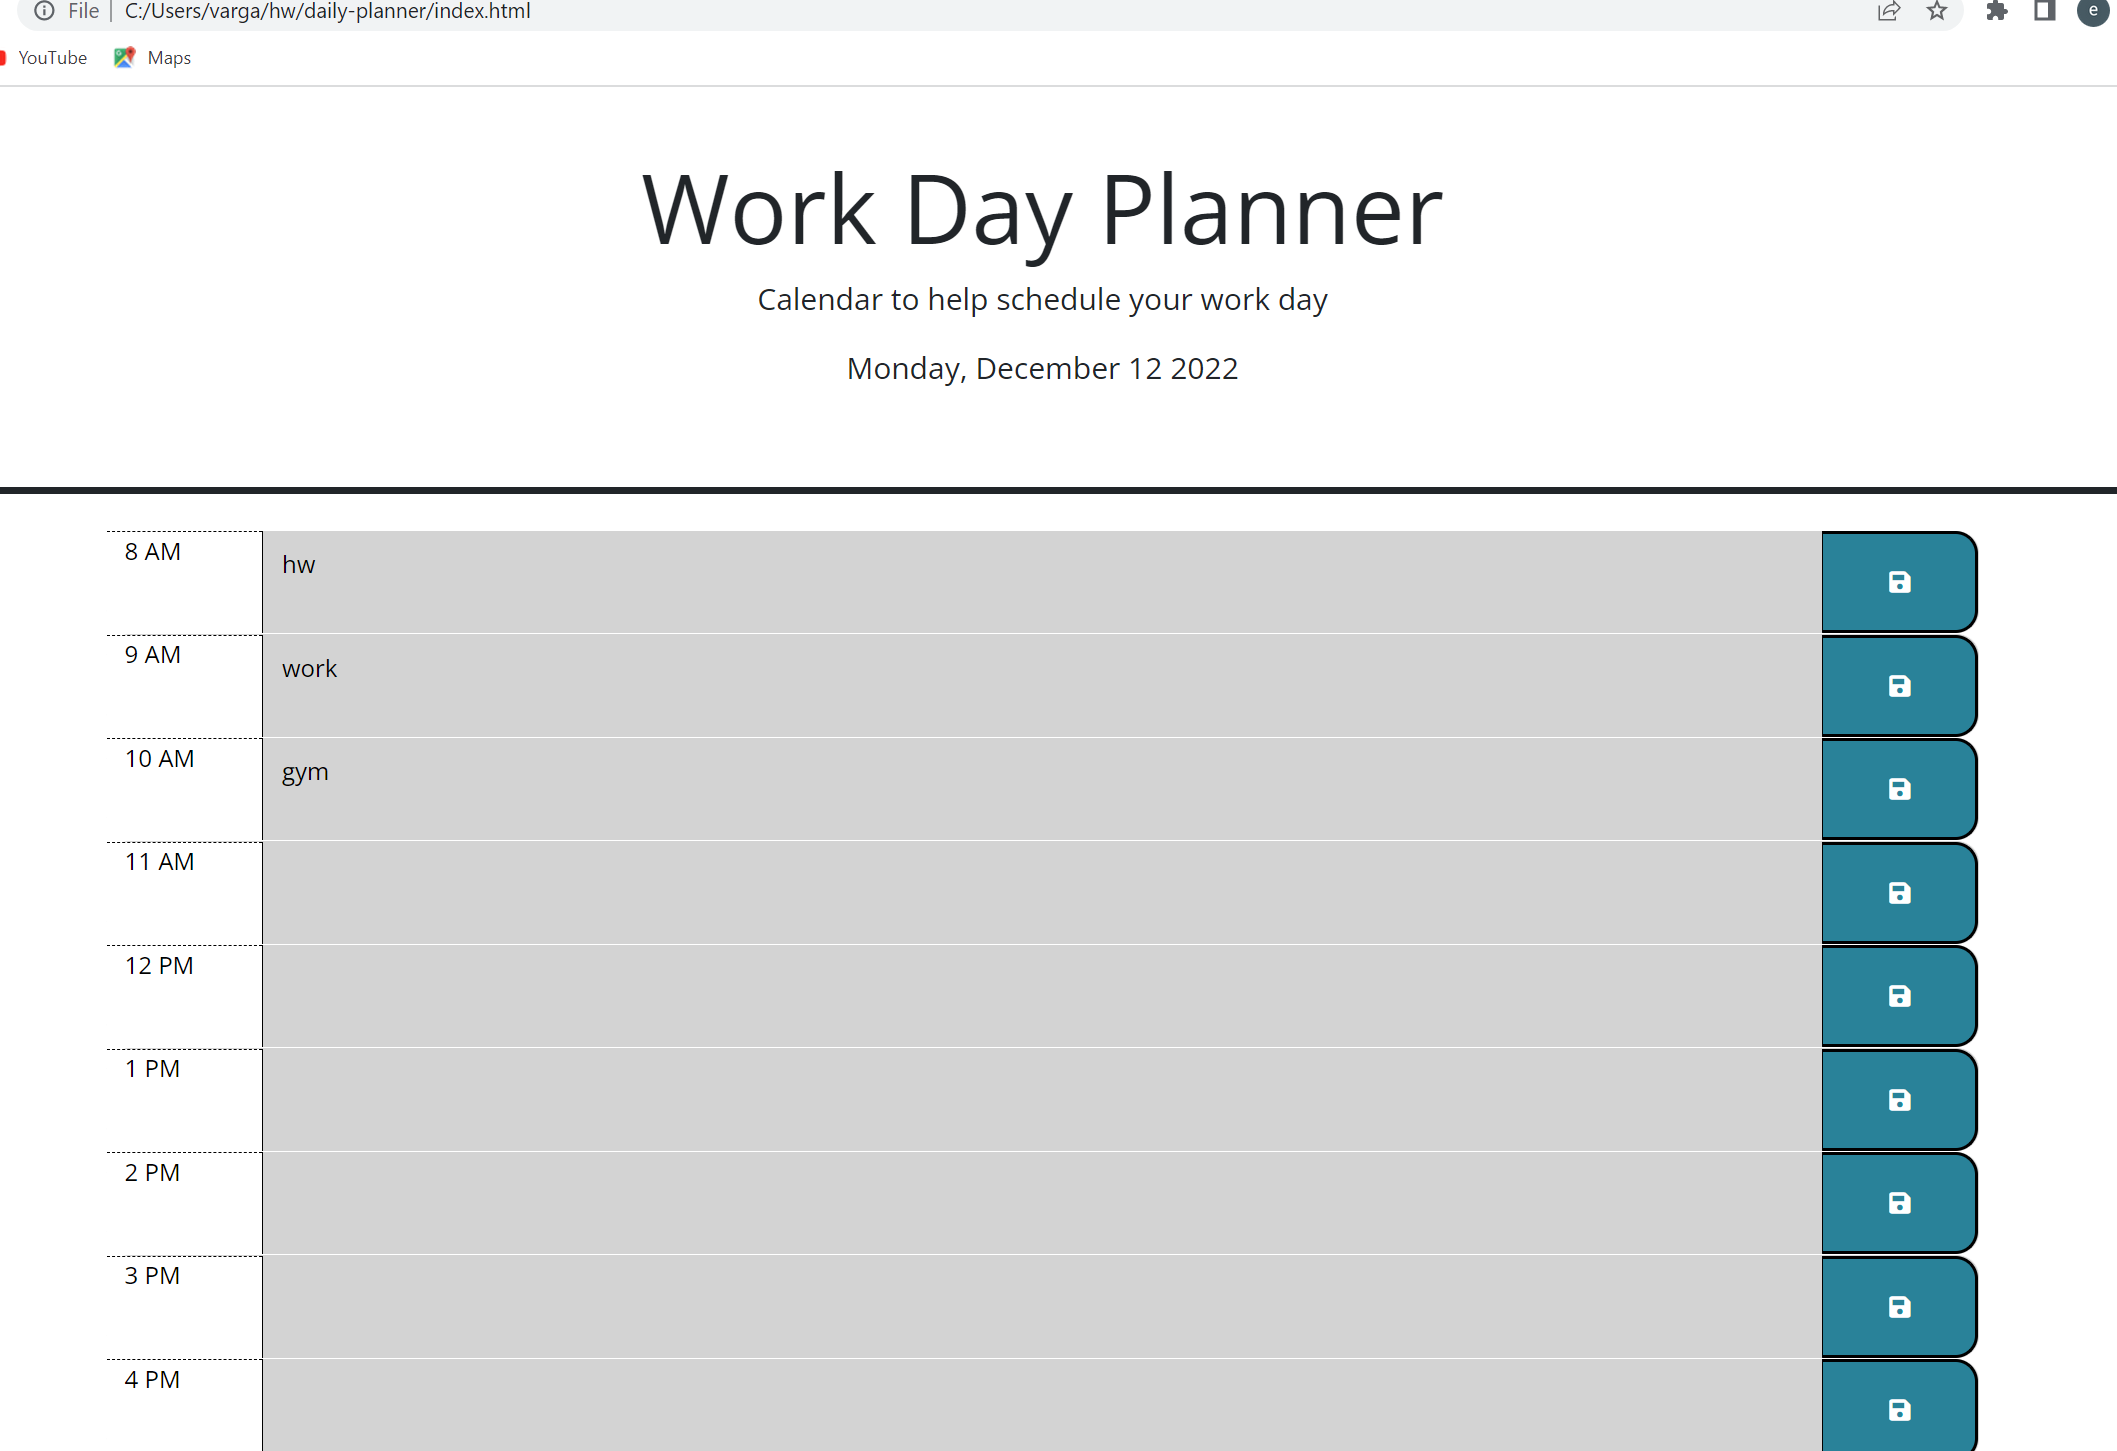 File C:/Users/varga/hw/daily-planner/index.html e
YouTube Maps
Work Day Planner
Calendar to help schedule your work day
Monday, December 12 2022
8 AM hw
9 AM work
10 AM gym
11 AM
12 PM
1 PM
2 PM
3 PM
4 PM